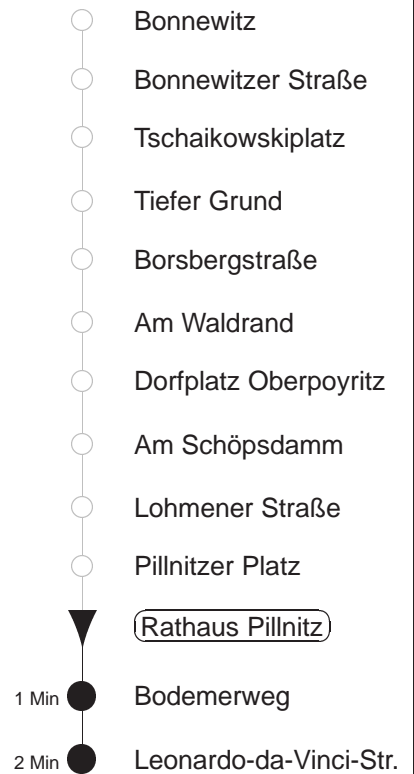 Bonnewitz
Bonnewitzer Straße
Tschaikowskiplatz
Tiefer Grund
Borsbergstraße
Am Waldrand
Dorfplatz Oberpoyritz
Am Schöpsdamm
Lohmener Straße
Pillnitzer Platz
Rathaus Pillnitz
1 Min Bodemerweg
2 Min Leonardo-da-Vinci-Str.